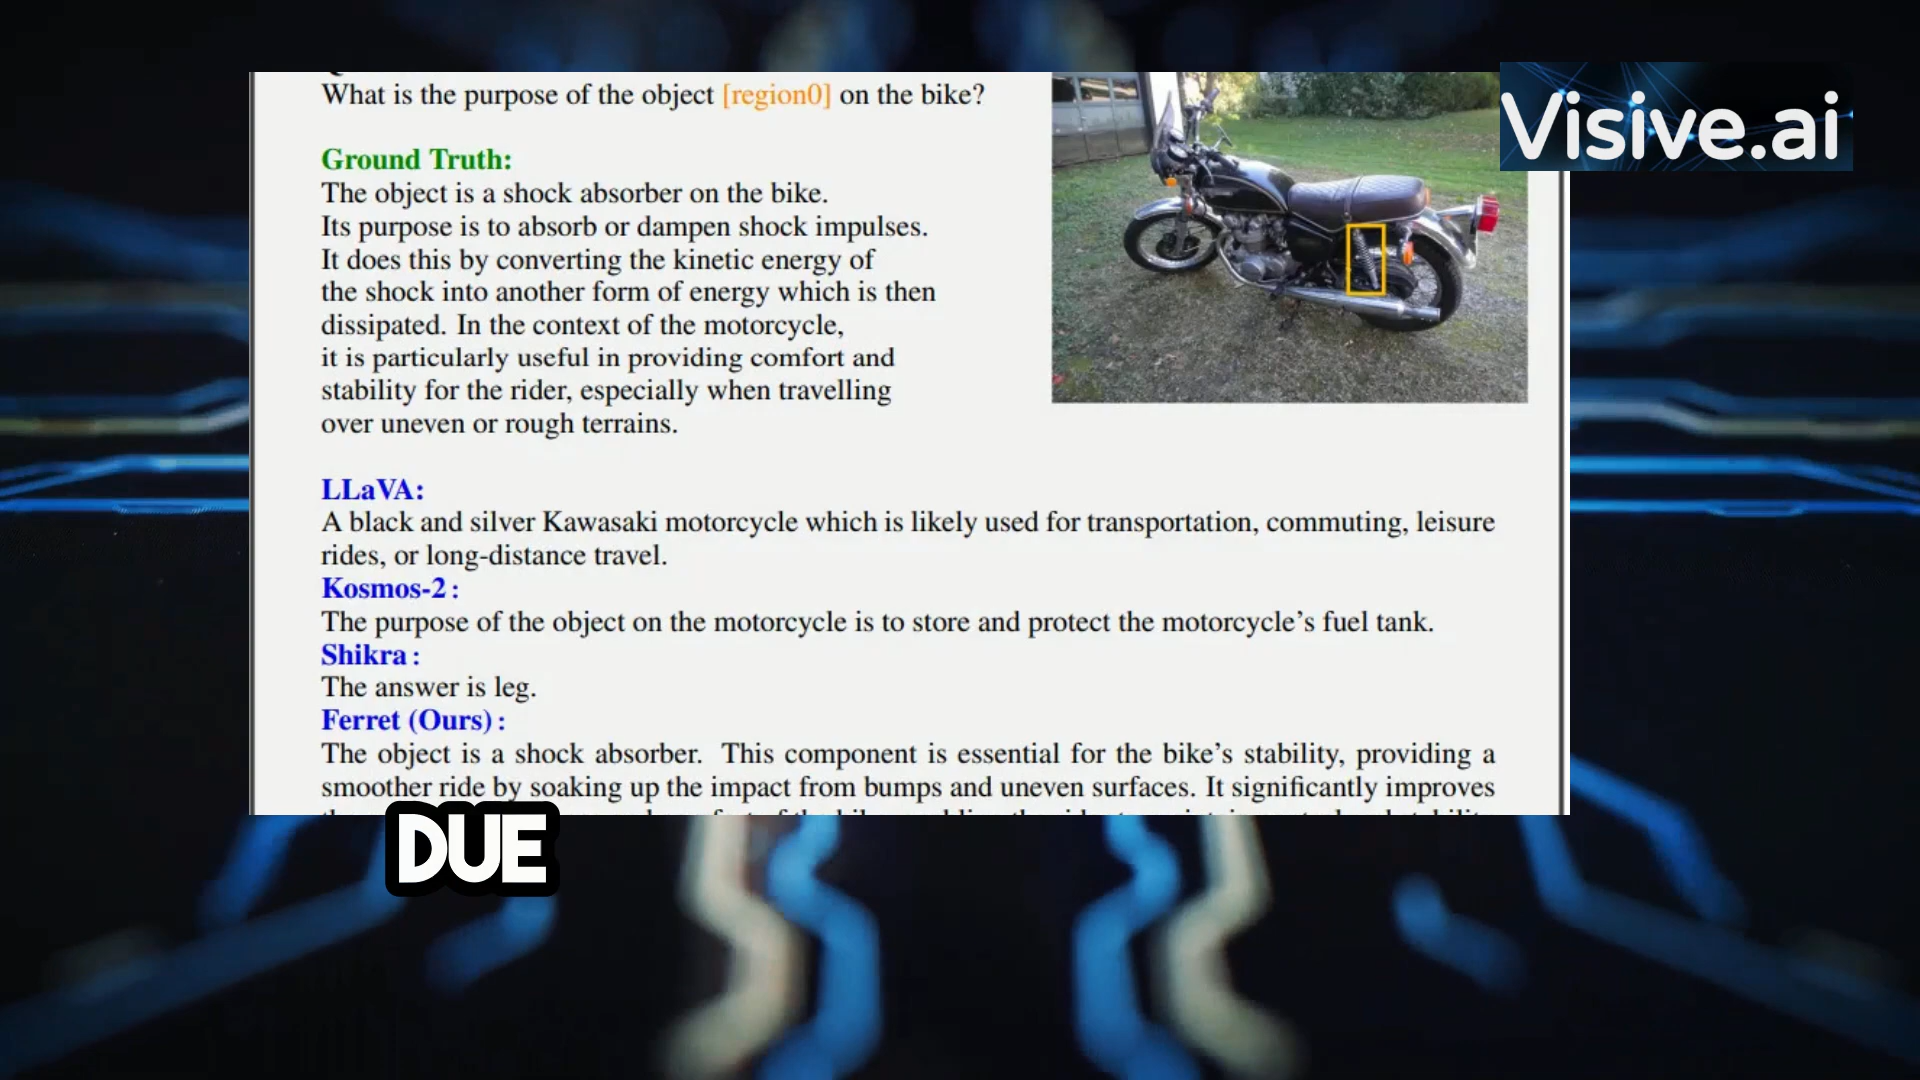 What is the purpose of the object [region0] on the bike?
Visive.ai
Ground Truth:
The object is a shock absorber on the bike.
Its purpose is to absorb or dampen shock impulses.
It does this by converting the kinetic energy of
the shock into another form of energy which is then
dissipated. In the context of the motorcycle,
it is particularly useful in providing comfort and
stability for the rider, especially when travelling
over uneven or rough terrains.
LLaVA:
A black and silver Kawasaki motorcycle which is likely used for transportation, commuting, leisure
rides, or long-distance travel.
Kosmos-2:
The purpose of the object on the motorcycle is to store and protect the motorcycle's fuel tank.
Shikra:
The answer is leg.
Ferret (Ours):
The object is a shock absorber. This component is essential for the bike's stability, providing a
smoother ride by soaking up the impact from bumps and uneven surfaces. It significantly improves
DUE